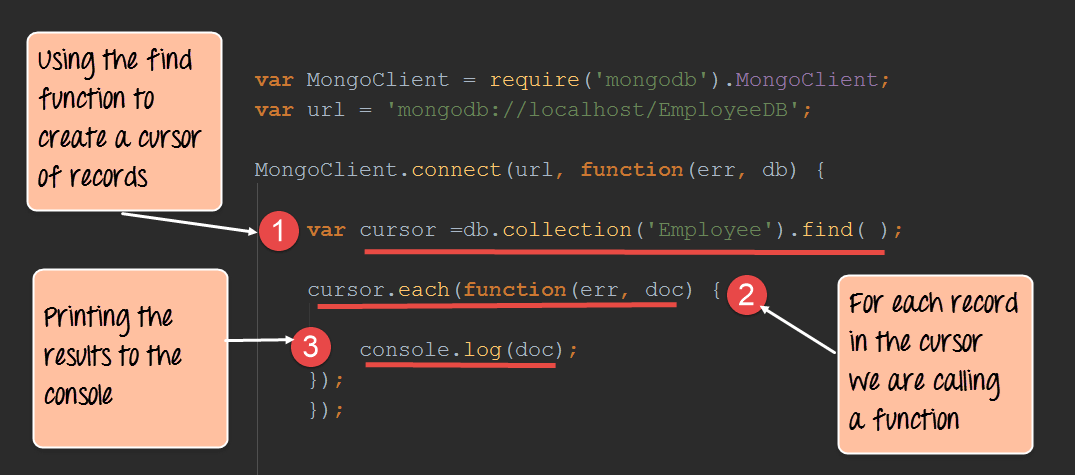 Using the find
function to
create a cursor
of records
var MongoClient = require('mongodb').MongoClient;
var url = 'mongodb://localhost/EmployeeDB';
MongoClient.connect(url, function(err, db) {
1
var cursor =db.collection('Employee').find( );
cursor.each(function(err, doc) {
2
3
console.log(doc);
});
});
Printing the
results to the
console
For each record
in the cursor
we are calling
a function